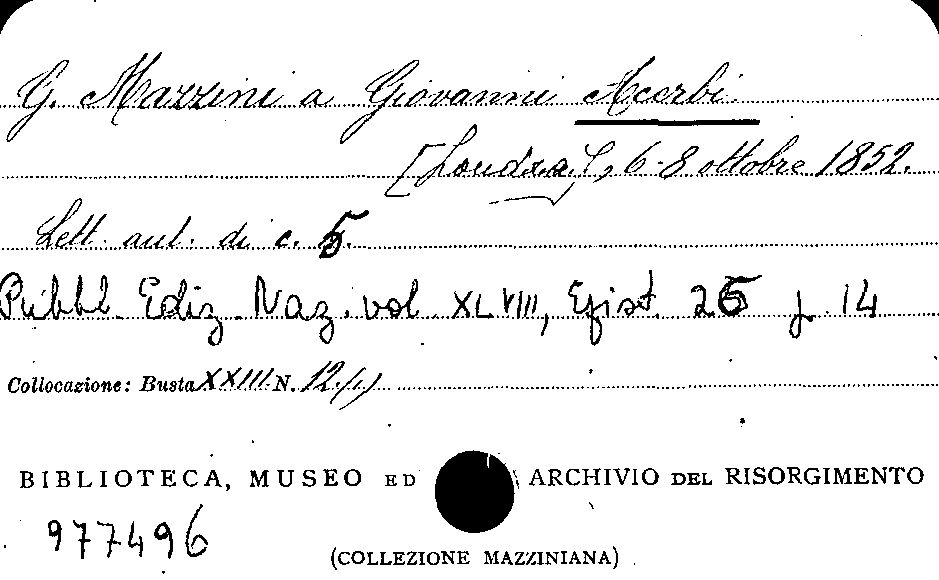 G. Mazzini a Giovanni Acerbi
[Londra], 6-8 ottobre 1852.
Lett. aut. di c. 5.
Pubbl. Ediz. Naz. vol. XLVIII, Epist. 25 p. 14
Collocazione: Busta XXIII N. 12 (1)
BIBLIOTECA, MUSEO ED ARCHIVIO DEL RISORGIMENTO
977496
(COLLEZIONE MAZZINIANA)